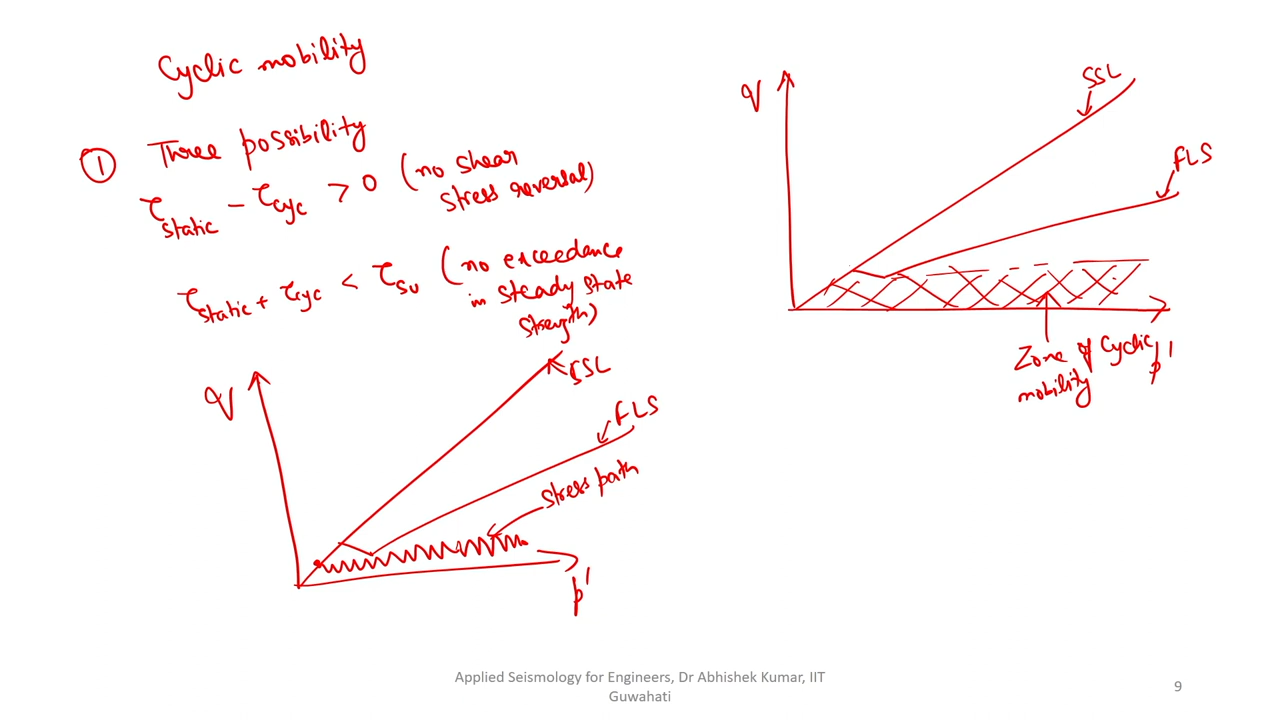 Cyclic mobility
① Three possibility
τstatic - τcyc > 0 (no shear
stress reversal)
τstatic + τcyc < τsu (no exceedance
in steady state
strength)
q
SSL
FLS
Stress path
p'
q
SSL
FLS
Zone of cyclic
mobility
p'
Applied Seismology for Engineers, Dr Abhishek Kumar, IIT
Guwahati
9